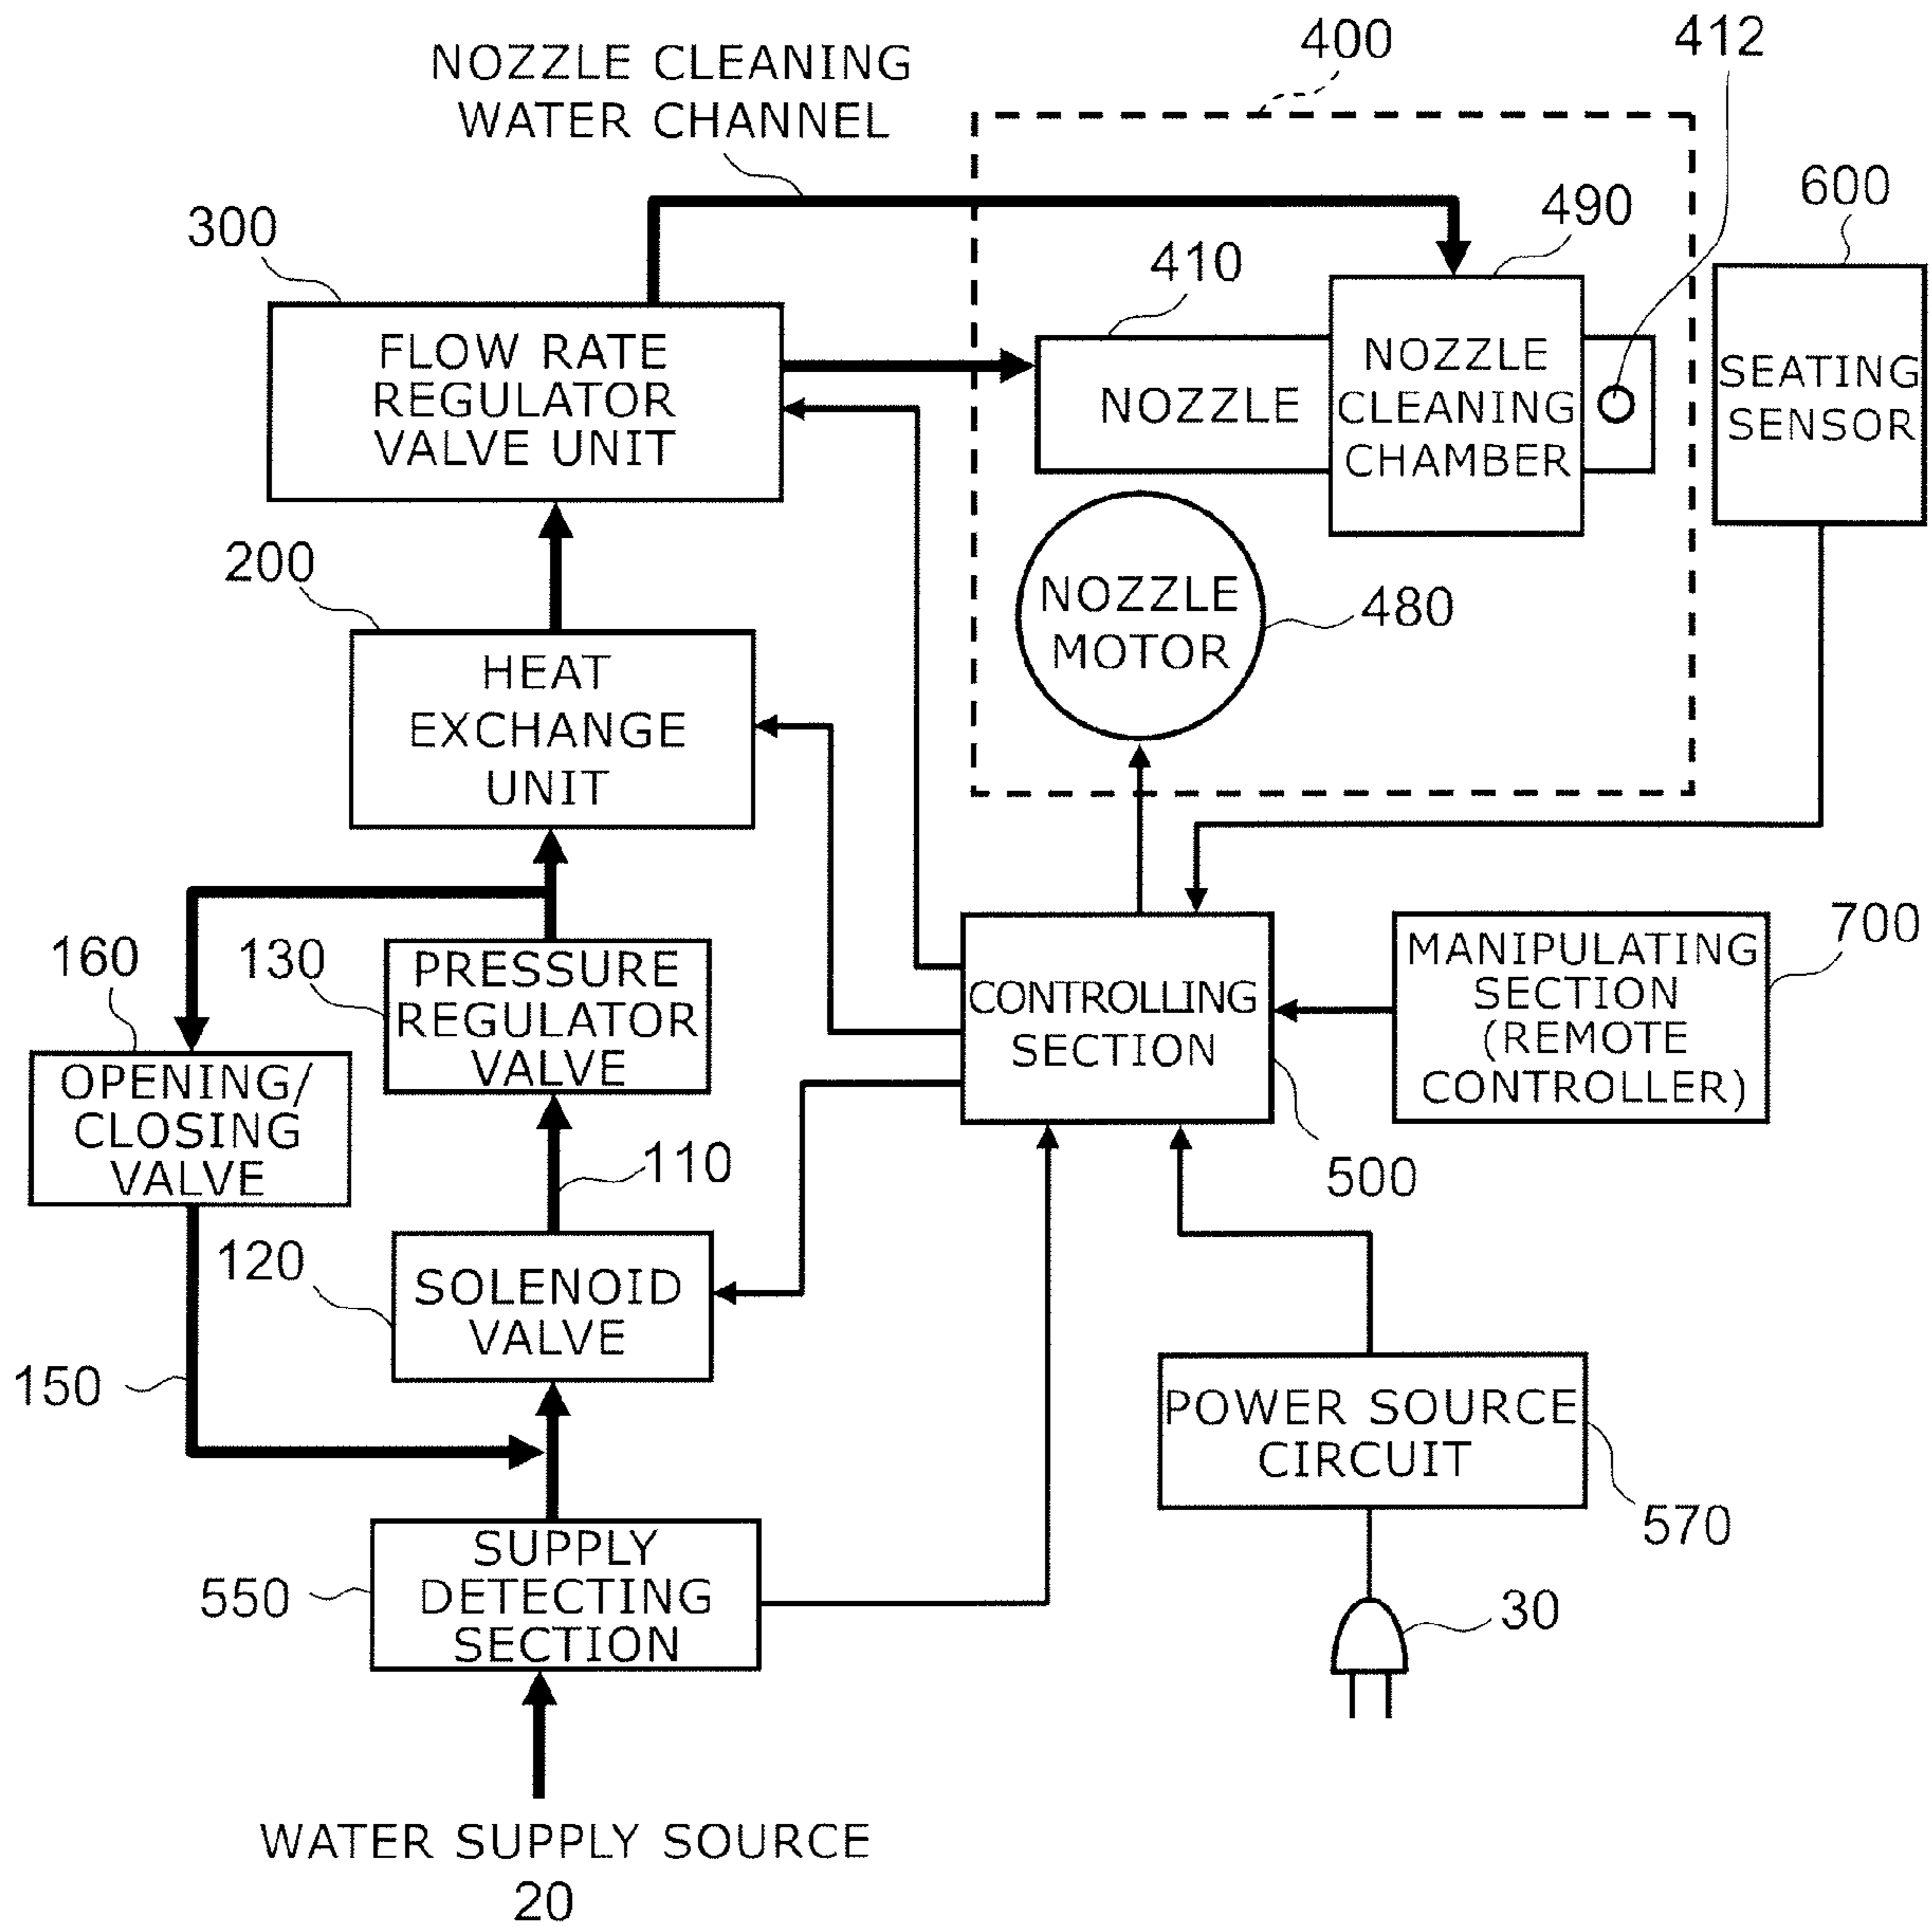 NOZZLE CLEANING
WATER CHANNEL
400
412
300
410
490
600
FLOW RATE
REGULATOR
VALVE UNIT
NOZZLE
NOZZLE
CLEANING
CHAMBER
SEATING
SENSOR
200
NOZZLE
MOTOR
480
HEAT
EXCHANGE
UNIT
160
130
PRESSURE
REGULATOR
VALVE
CONTROLLING
SECTION
MANIPULATING
SECTION
(REMOTE
CONTROLLER)
700
OPENING/
CLOSING
VALVE
110
500
120
SOLENOID
VALVE
150
POWER SOURCE
CIRCUIT
570
550
SUPPLY
DETECTING
SECTION
30
WATER SUPPLY SOURCE
20